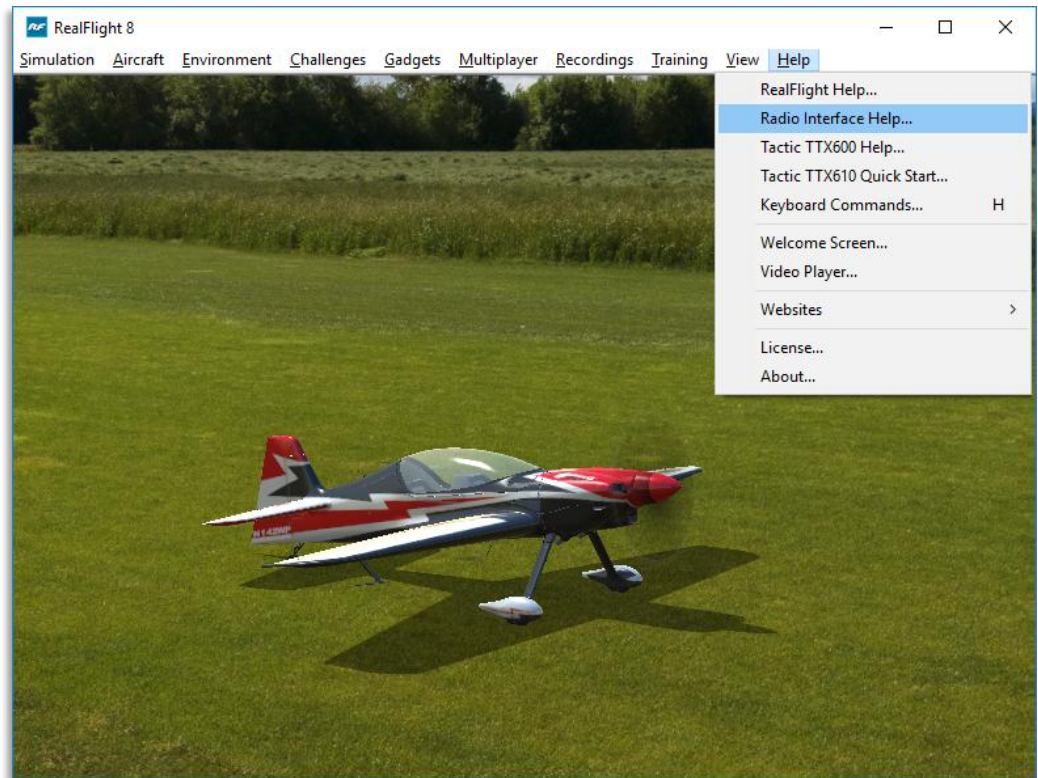 RF RealFlight 8
Simulation Aircraft Environment Challenges Gadgets Multiplayer Recordings Training View Help
RealFlight Help...
Radio Interface Help...
Tactic TTX600 Help...
Tactic TTX610 Quick Start...
Keyboard Commands... H
Welcome Screen...
Video Player...
Websites
License...
About...